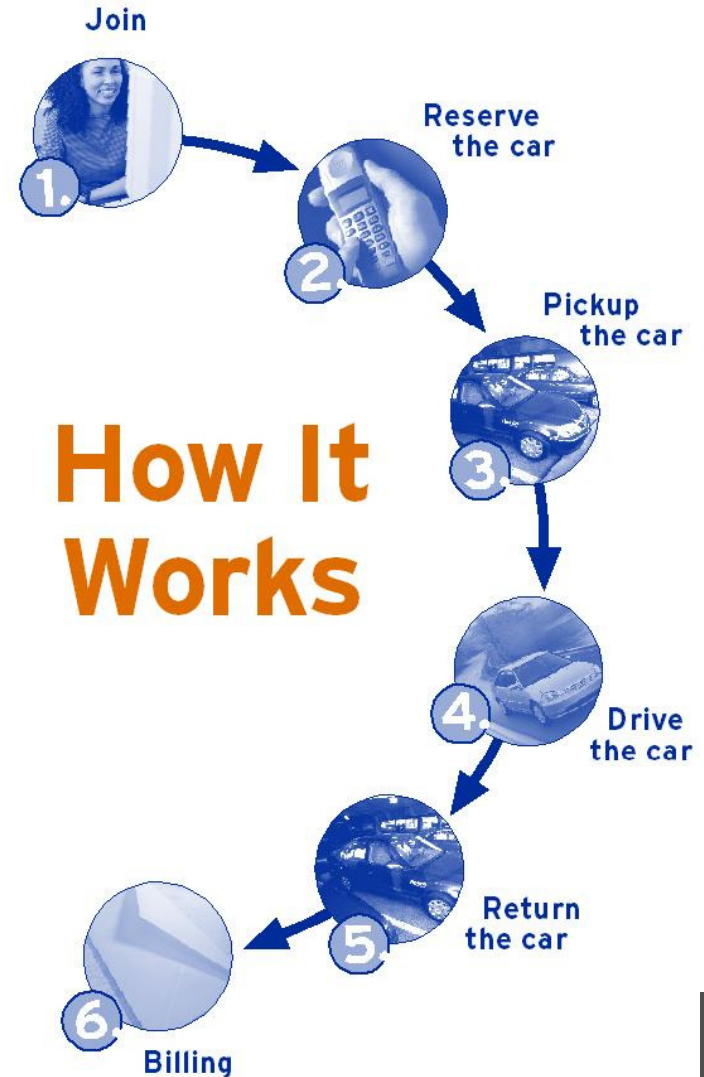 Join
1.
Reserve
the car
2.
Pickup
the car
3.
How It
Works
4.
Drive
the car
5.
Return
the car
6.
Billing